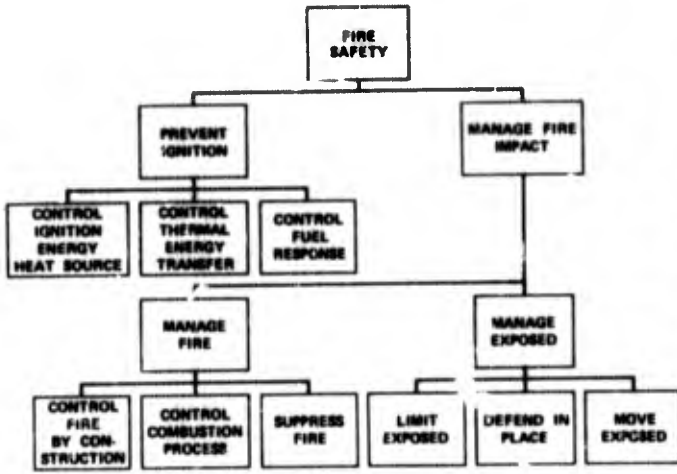 FIRE
SAFETY
PREVENT
IGNITION
MANAGE FIRE
IMPACT
CONTROL
IGNITION
ENERGY
HEAT SOURCE
CONTROL
THERMAL
ENERGY
TRANSFER
CONTROL
FUEL
RESPONSE
MANAGE
FIRE
MANAGE
EXPOSED
CONTROL
FIRE
BY CON-
STRUCTION
CONTROL
COMBUSTION
PROCESS
SUPPRESS
FIRE
LIMIT
EXPOSED
DEFEND IN
PLACE
MOVE
EXPOSED